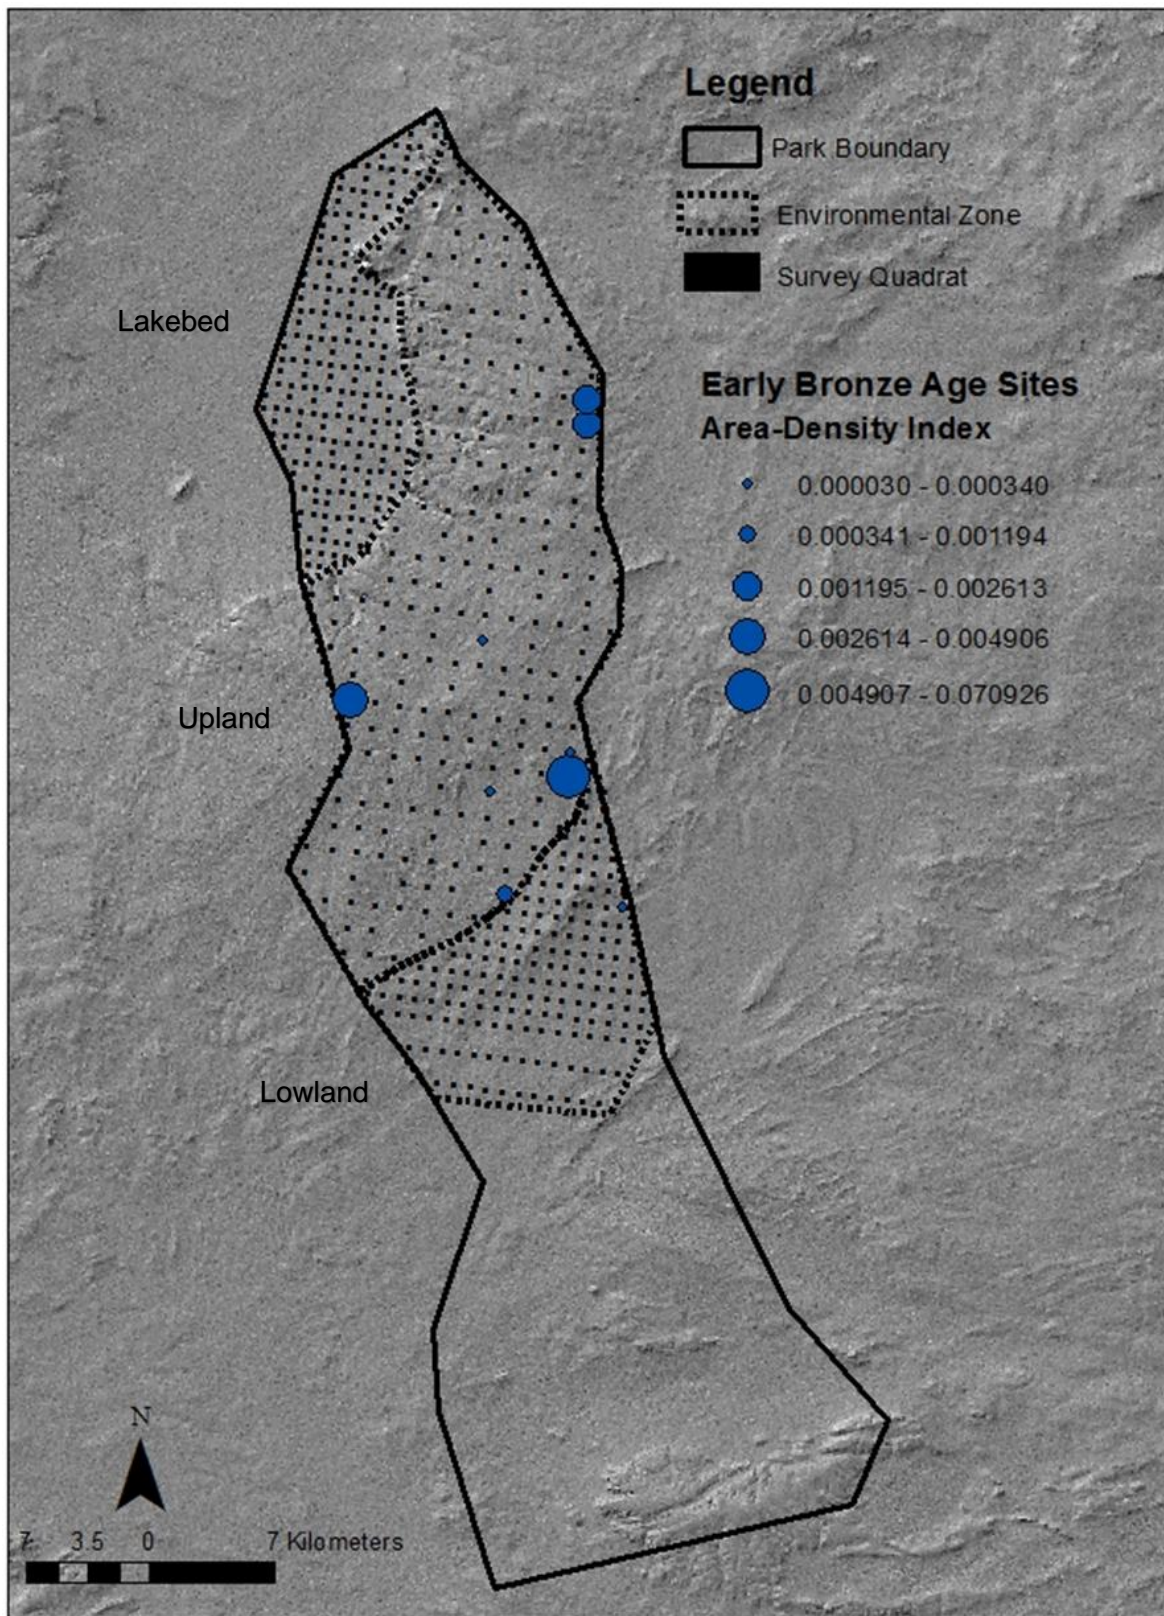 Legend
Park Boundary
Environmental Zone
Survey Quadrat
Lakebed
Early Bronze Age Sites
Area-Density Index
0.000030 - 0.000340
0.000341 - 0.001194
0.001195 - 0.002613
0.002614 - 0.004906
0.004907 - 0.070926
Upland
Lowland
N
7 3.5 0 7 Kilometers